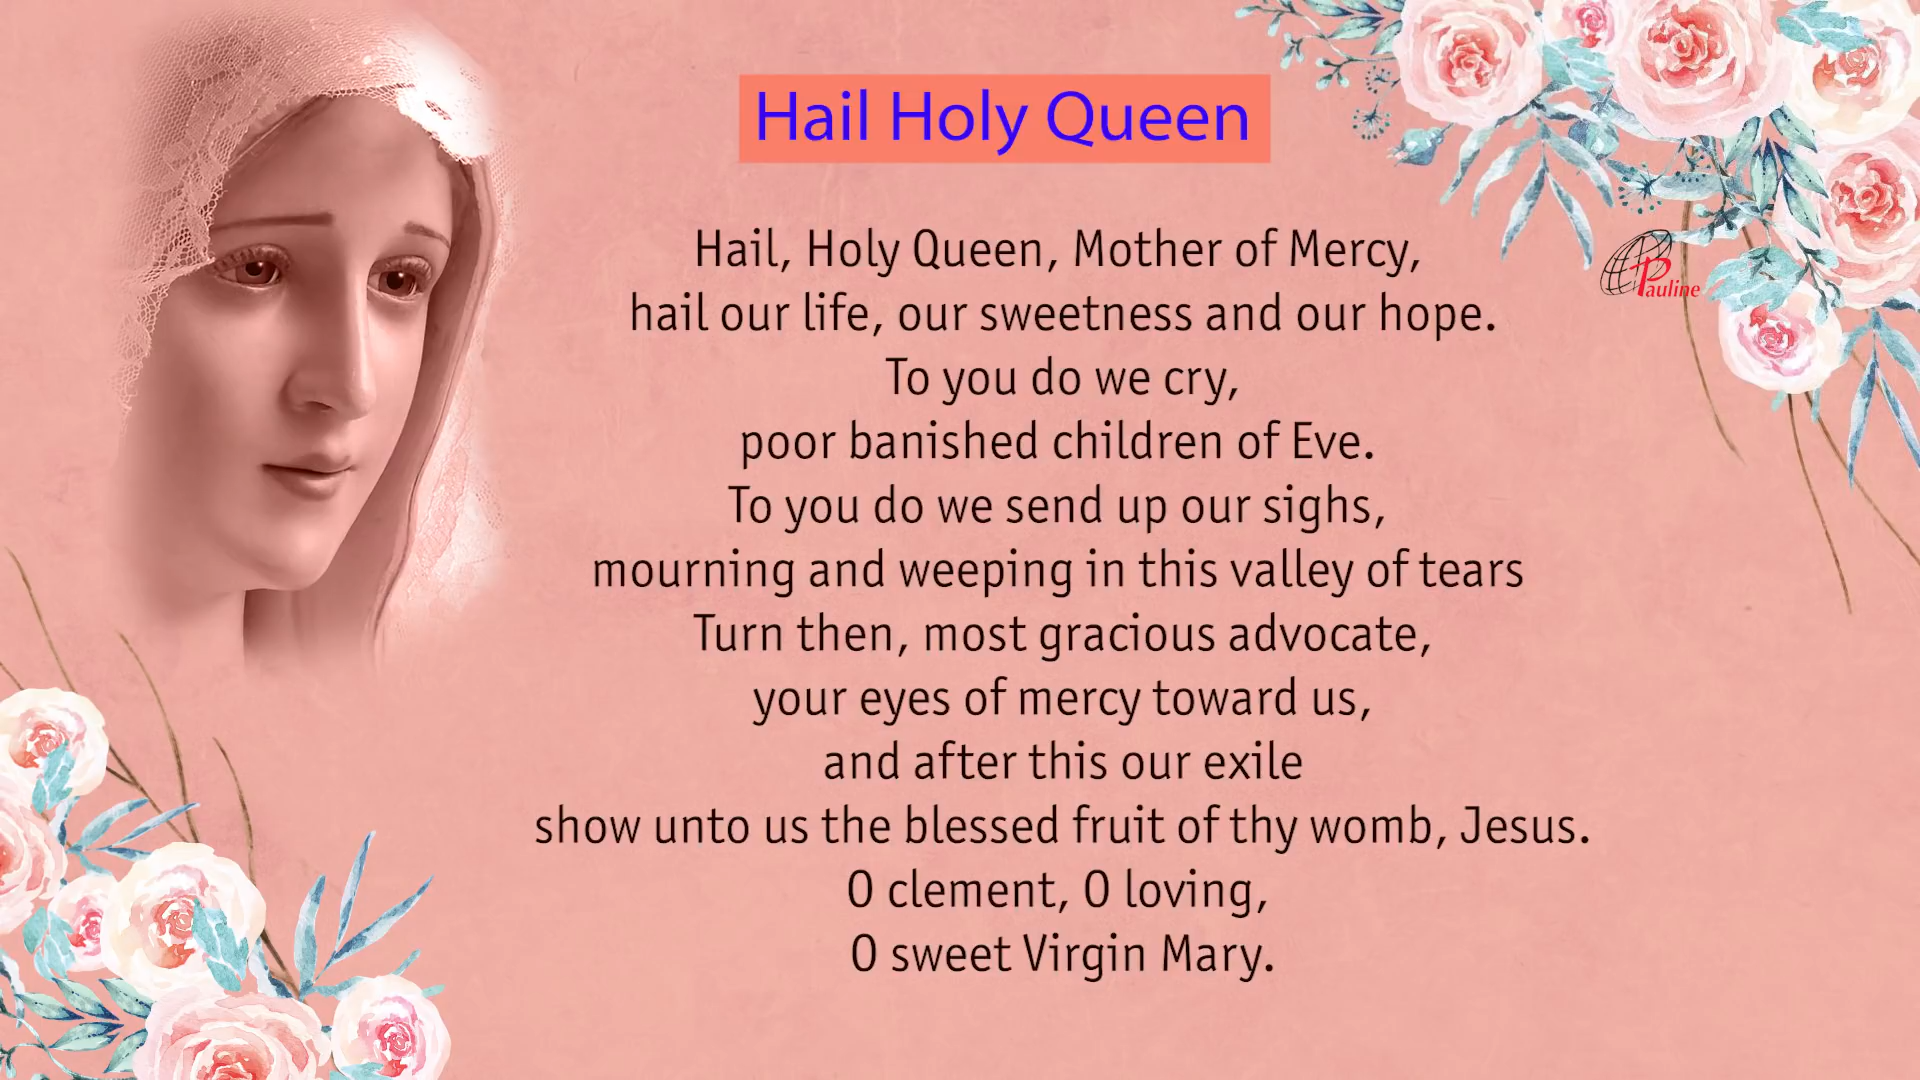 Hail Holy Queen
Hail, Holy Queen, Mother of Mercy,
hail our life, our sweetness and our hope.
To you do we cry,
poor banished children of Eve.
To you do we send up our sighs,
mourning and weeping in this valley of tears
Turn then, most gracious advocate,
your eyes of mercy toward us,
and after this our exile
show unto us the blessed fruit of thy womb, Jesus.
O clement, O loving,
O sweet Virgin Mary.
Pauline